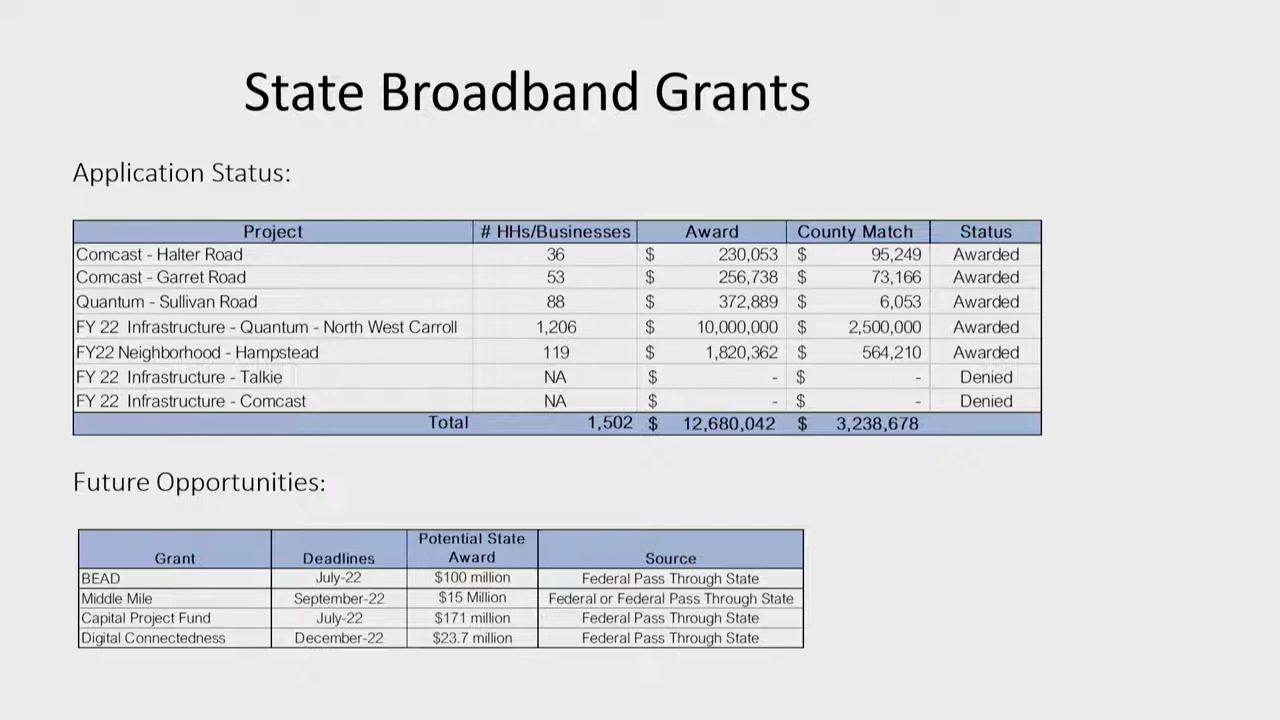 State Broadband Grants
Application Status:
Project # HHs/Businesses Award County Match Status
Comcast - Halter Road 36 $ 230,053 $ 95,249 Awarded
Comcast - Garret Road 53 $ 256,738 $ 73,166 Awarded
Quantum - Sullivan Road 88 $ 372,889 $ 6,053 Awarded
FY 22 Infrastructure - Quantum - North West Carroll 1,206 $ 10,000,000 $ 2,500,000 Awarded
FY22 Neighborhood - Hampstead 119 $ 1,820,362 $ 564,210 Awarded
FY 22 Infrastructure - Talkie NA $ - $ - Denied
FY 22 Infrastructure - Comcast NA $ - $ - Denied
Total 1,502 $ 12,680,042 $ 3,238,678
Future Opportunities:
Grant Deadlines Potential State Award Source
BEAD July-22 $100 million Federal Pass Through State
Middle Mile September-22 $15 Million Federal or Federal Pass Through State
Capital Project Fund July-22 $171 million Federal Pass Through State
Digital Connectedness December-22 $23.7 million Federal Pass Through State